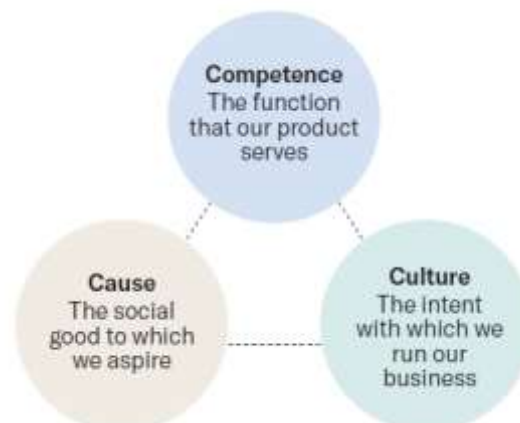 Competence
The function
that our product
serves
Cause
The social
good to which
we aspire
Culture
The intent
with which we
run our
business